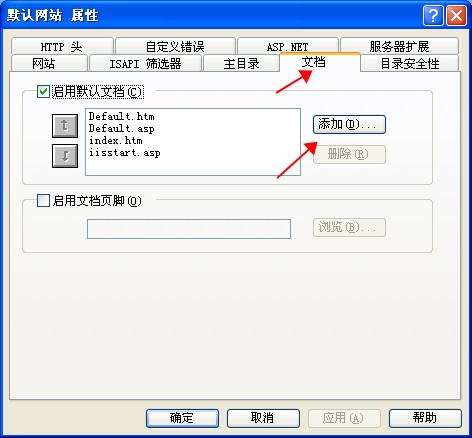 默认网站 属性
HTTP 头
自定义错误
ASP.NET
服务器扩展
网站
ISAPI 筛选器
主目录
文档
目录安全性
启用默认文档(C)
Default.htm
Default.asp
index.htm
iisstart.asp
添加(D)...
删除(R)
启用文档页脚(O)
浏览(B)...
确定
取消
应用(A)
帮助